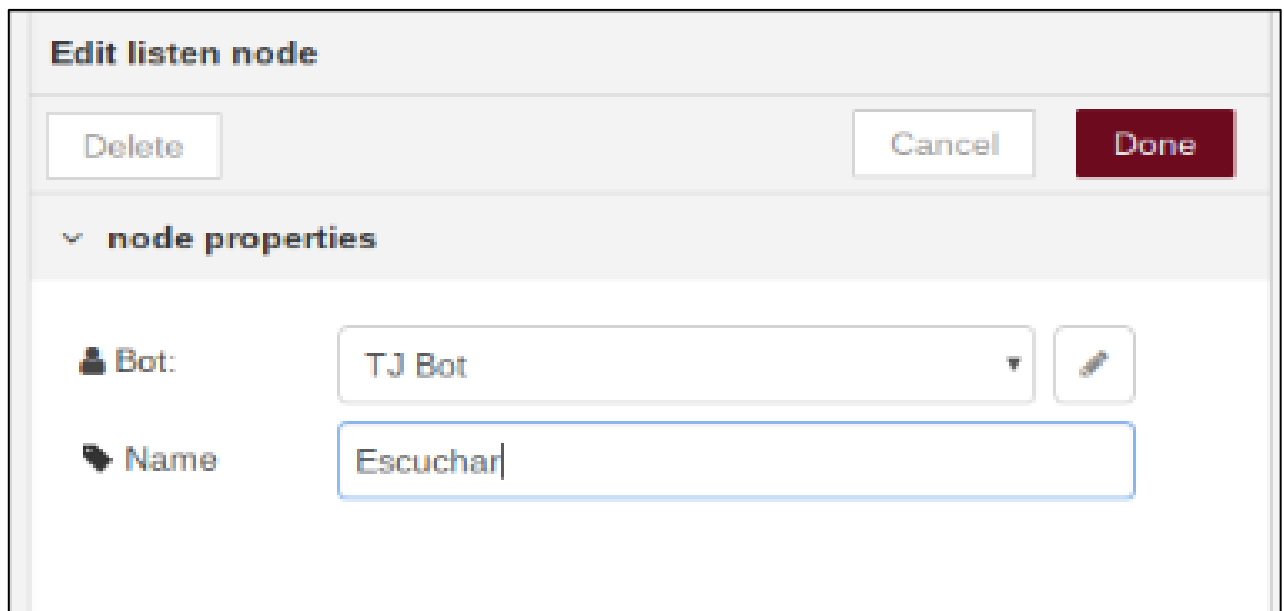 Edit listen node
Delete Cancel Done
node properties
Bot: TJ Bot
Name Escuchar